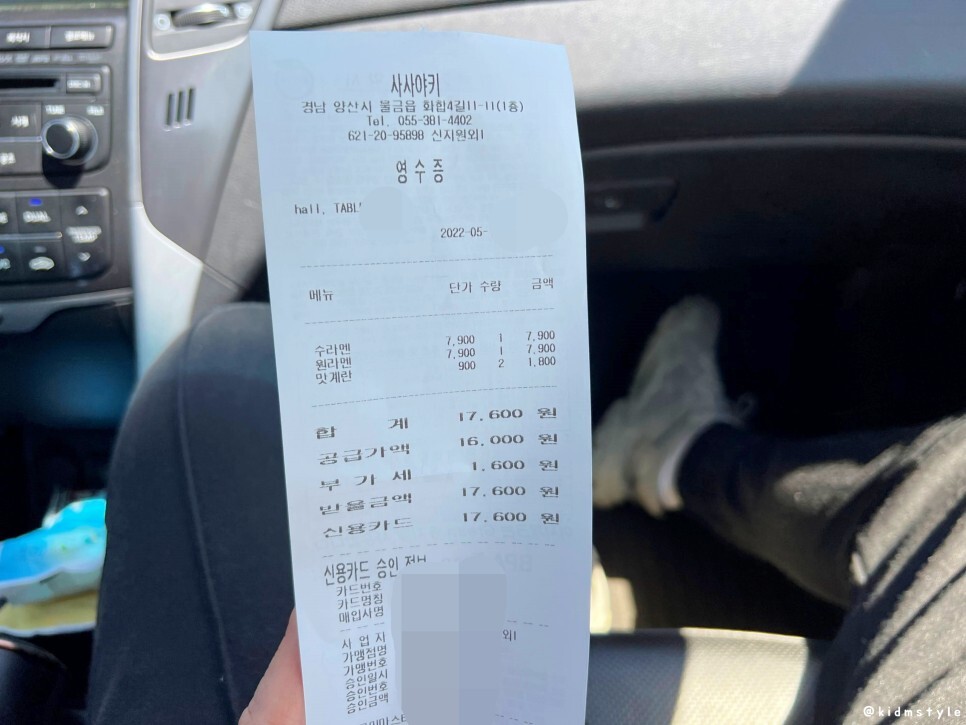 사사야키
경남 양산시 물금읍 화합4길11-11(1층)
Tel. 055-381-4402
621-20-95898 신지원외1
영수증
hall, TABL
2022-05-
메뉴 단가 수량 금액
수라멘 7,900 1 7,900
원라멘 7,900 1 7,900
맛계란 900 2 1,800
합 계 17,600 원
공급가액 16,000 원
부 가 세 1,600 원
받을금액 17,600 원
신용카드 17,600 원
신용카드 승인
카드번호
카드명칭
매입사명
사 업 자 외1
가맹점명
가맹번호
승인일시
승인번호
승인금액
DUAL
@kidmstyle